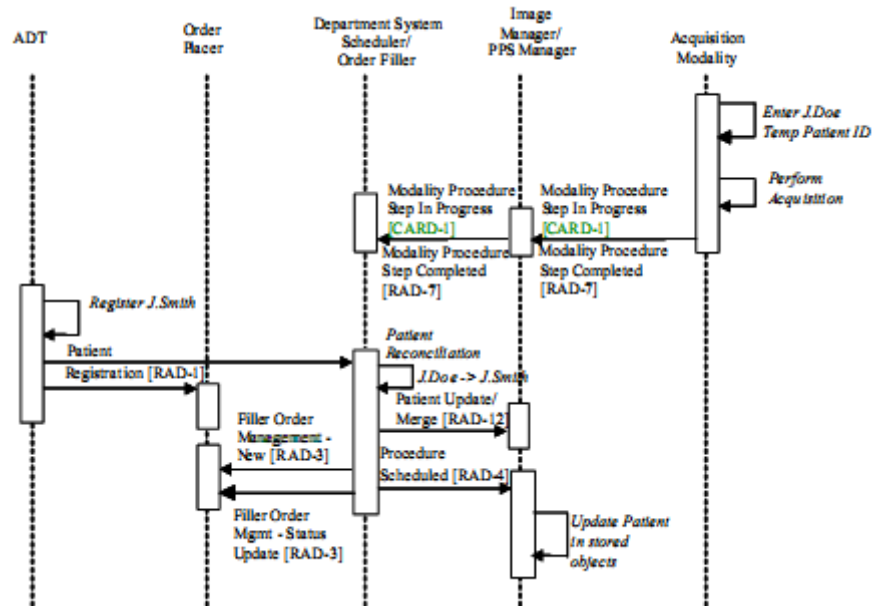 ADT
Order
Placer
Department System
Scheduler/
Order Filler
Image
Manager/
PPS Manager
Acquisition
Modality
Enter J.Doe
Temp Patient ID
Perform
Acquisition
Modality Procedure
Step In Progress
[CARD-1]
Modality Procedure
Step Completed
[RAD-7]
Modality Procedure
Step In Progress
[CARD-1]
Modality Procedure
Step Completed
[RAD-7]
Register J.Smith
Patient
Registration [RAD-1]
Patient
Reconciliation
J.Doe -> J.Smith
Patient Update/
Merge [RAD-12]
Filler Order
Management -
New [RAD-3]
Procedure
Scheduled [RAD-4]
Filler Order
Mgmt - Status
Update [RAD-3]
Update Patient
in stored
objects